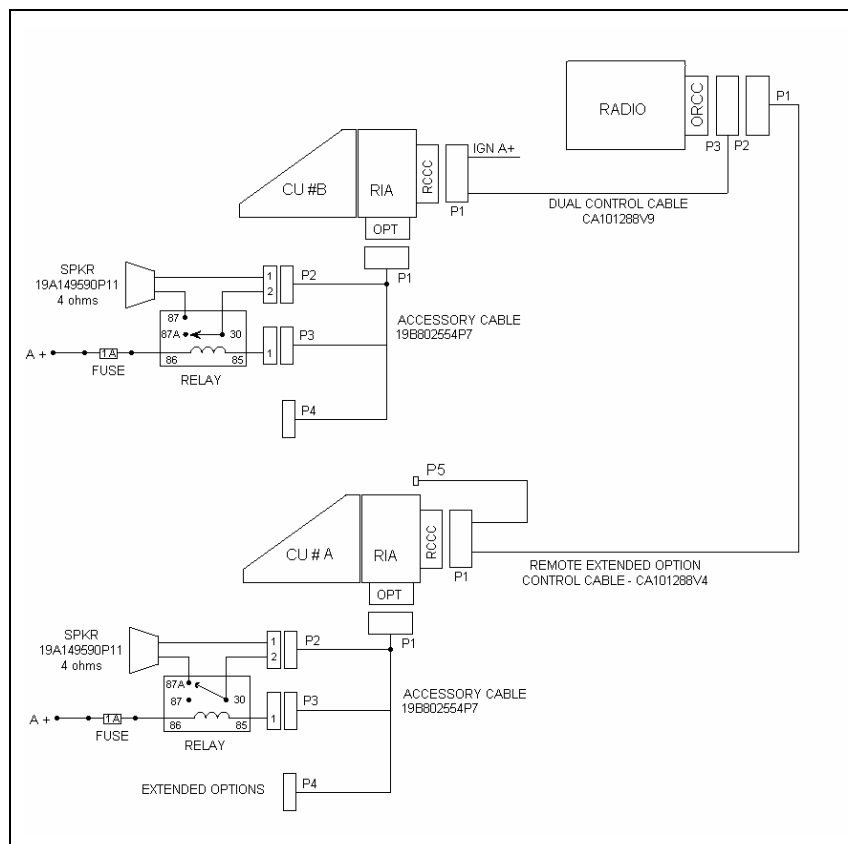 RADIO
ORCC
P1
P3
P2
CU #B
RIA
RCCC
IGN A+
P1
OPT
DUAL CONTROL CABLE
CA101288V9
P1
SPKR
19A149590P11
4 ohms
1
2
P2
87
87A
30
A +
1A
FUSE
86
85
RELAY
1
P3
ACCESSORY CABLE
19B802554P7
P4
P5
CU # A
RIA
RCCC
P1
OPT
REMOTE EXTENDED OPTION
CONTROL CABLE - CA101288V4
P1
SPKR
19A149590P11
4 ohms
1
2
P2
87A
87
30
A +
1A
FUSE
86
85
RELAY
1
P3
ACCESSORY CABLE
19B802554P7
EXTENDED OPTIONS
P4